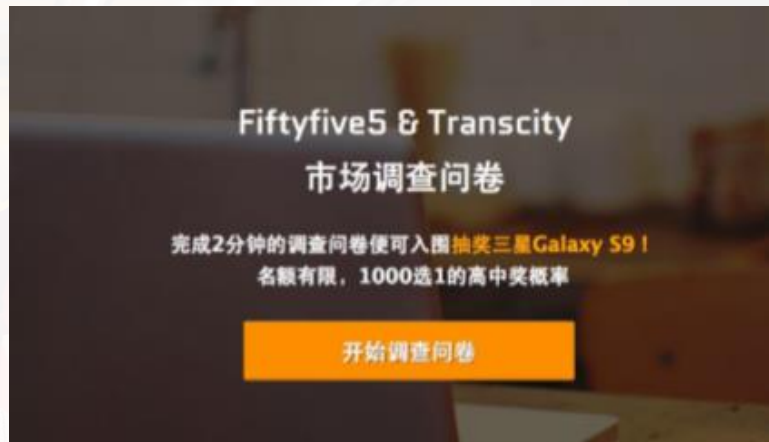 Fiftyfive5 & Transcity
市场调查问卷
完成2分钟的调查问卷便可入围抽奖三星Galaxy S9！
名额有限，1000选1的高中奖概率
开始调查问卷